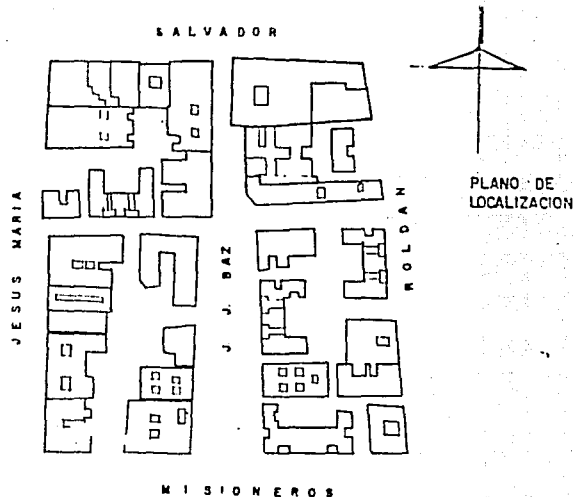 SALVADOR
PLANO DE
LOCALIZACION
JESUS MARIA
J. J. BAZ
ROLDAN
MISIONEROS